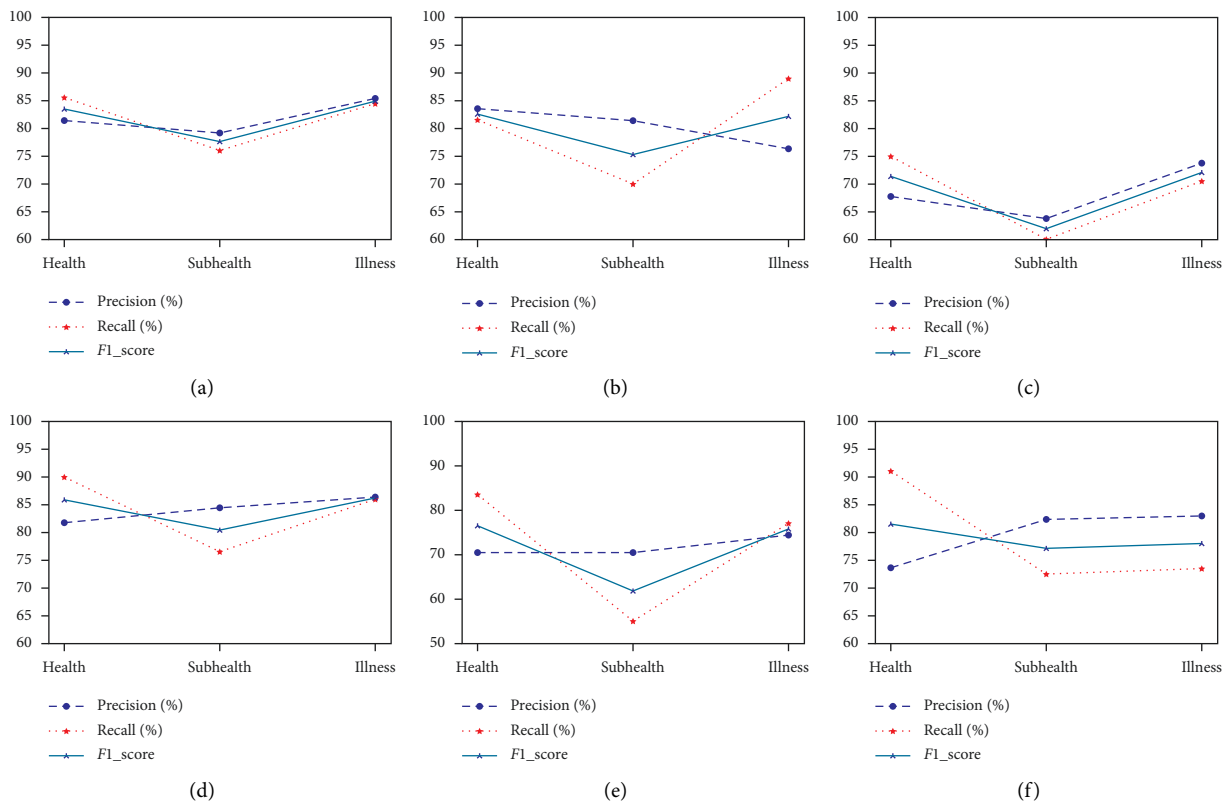 100
95
90
85
80
75
70
65
60
Health Subhealth Illness
Precision (%)
Recall (%)
F1_score
(a)
100
95
90
85
80
75
70
65
60
Health Subhealth Illness
Precision (%)
Recall (%)
F1_score
(b)
100
95
90
85
80
75
70
65
60
Health Subhealth Illness
Precision (%)
Recall (%)
F1_score
(c)
100
95
90
85
80
75
70
65
60
Health Subhealth Illness
Precision (%)
Recall (%)
F1_score
(d)
100
90
80
70
60
50
Health Subhealth Illness
Precision (%)
Recall (%)
F1_score
(e)
100
95
90
85
80
75
70
65
60
Health Subhealth Illness
Precision (%)
Recall (%)
F1_score
(f)